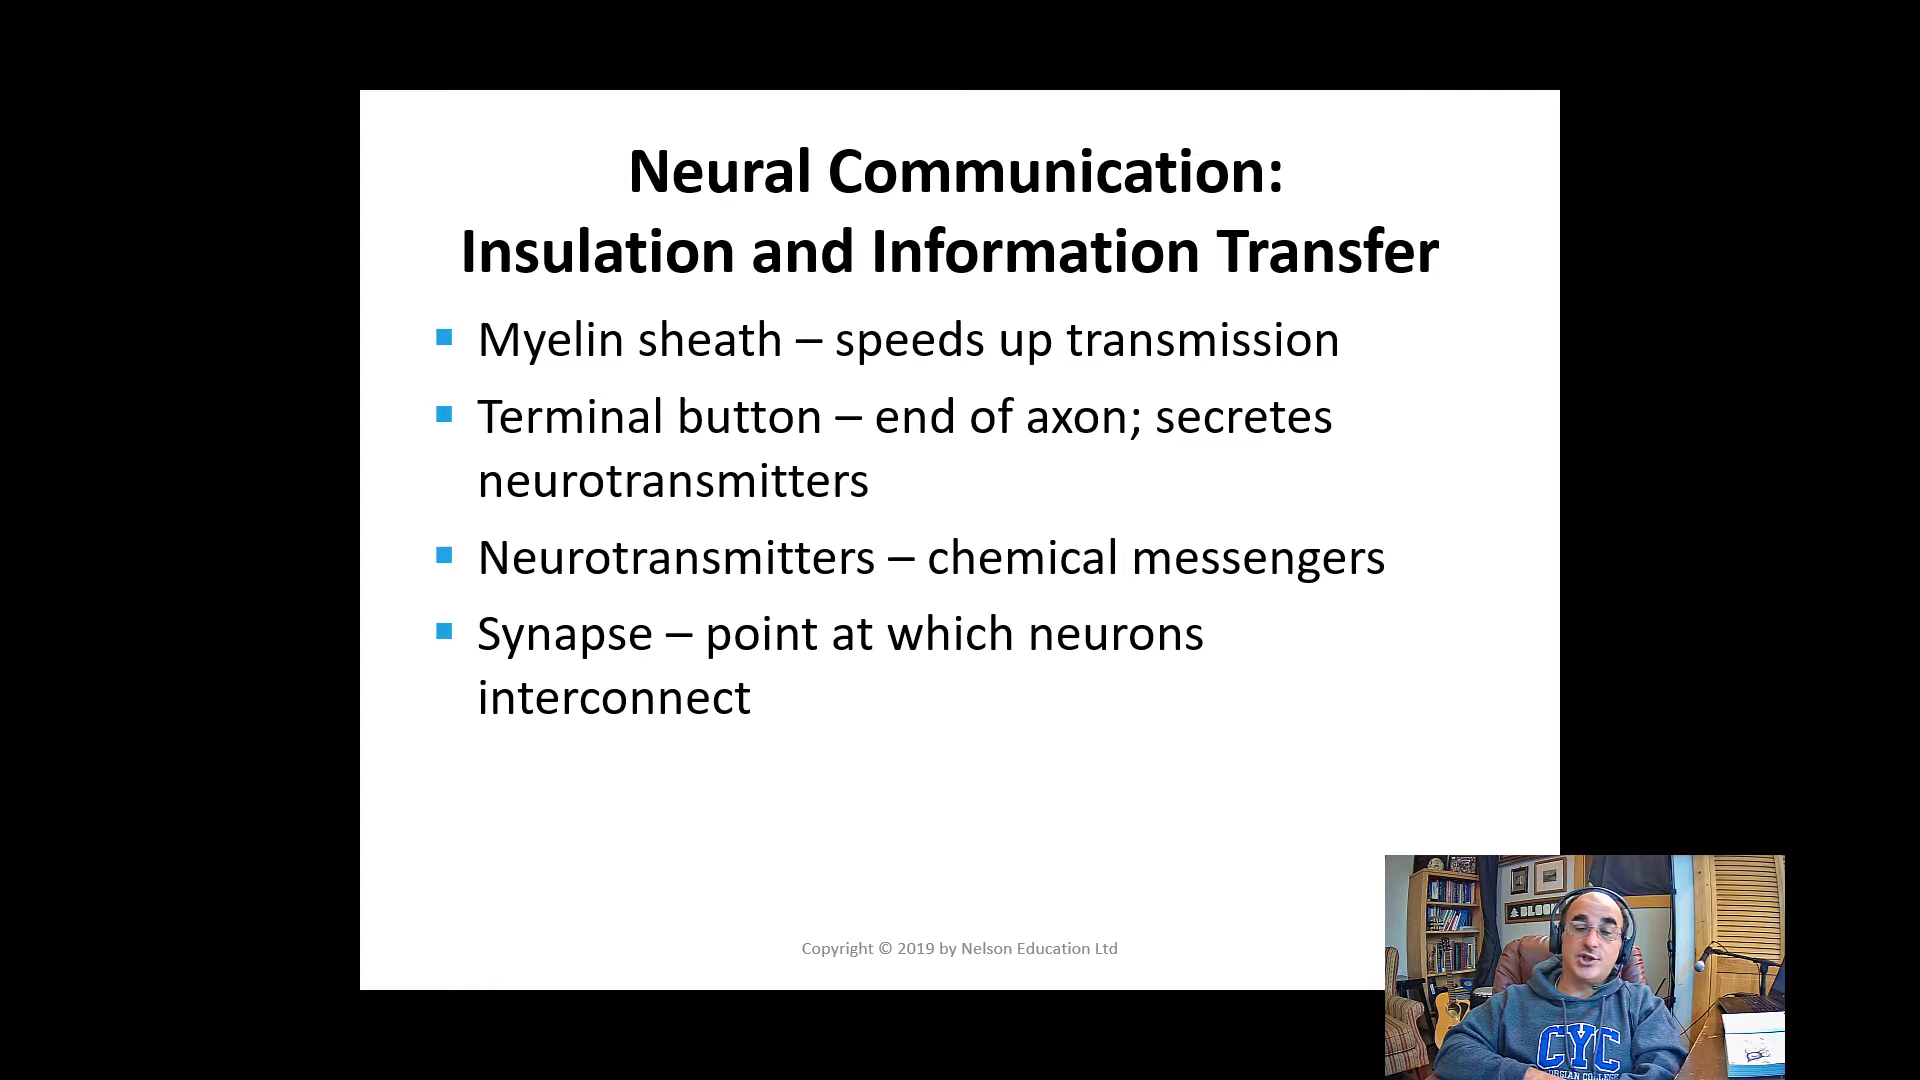 Neural Communication:
Insulation and Information Transfer
▪ Myelin sheath – speeds up transmission
▪ Terminal button – end of axon; secretes
neurotransmitters
▪ Neurotransmitters – chemical messengers
▪ Synapse – point at which neurons
interconnect
Copyright © 2019 by Nelson Education Ltd
CYC